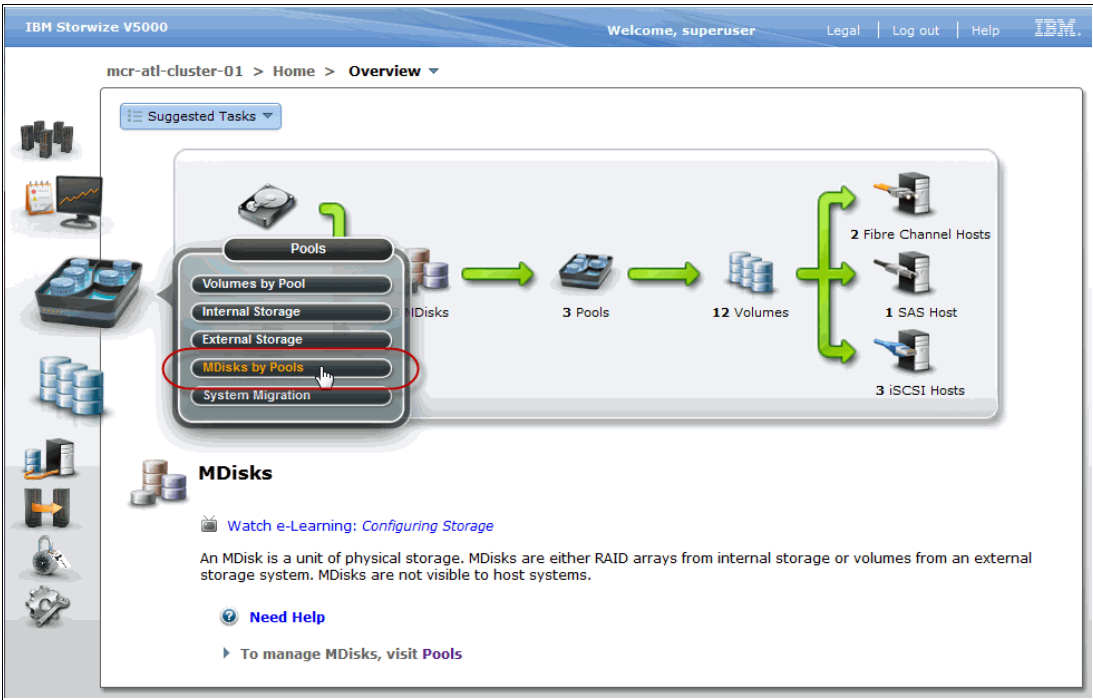 IBM Storwize V5000
Welcome, superuser
Legal
Log out
Help
IBM.
mcr-atl-cluster-01 > Home > Overview
Suggested Tasks
Pools
Volumes by Pool
Internal Storage
External Storage
MDisks by Pools
System Migration
MDisks
3 Pools
12 Volumes
2 Fibre Channel Hosts
1 SAS Host
3 iSCSI Hosts
MDisks
Watch e-Learning: Configuring Storage
An MDisk is a unit of physical storage. MDisks are either RAID arrays from internal storage or volumes from an external
storage system. MDisks are not visible to host systems.
Need Help
To manage MDisks, visit Pools